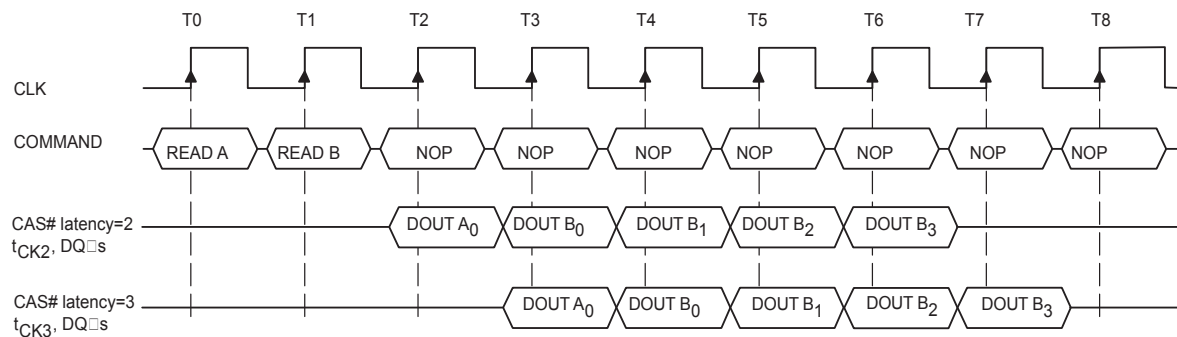 T0 T1 T2 T3 T4 T5 T6 T7 T8
CLK
COMMAND READ A READ B NOP NOP NOP NOP NOP NOP NOP
CAS# latency=2 DOUT A0 DOUT B0 DOUT B1 DOUT B2 DOUT B3
tCK2, DQ□s
CAS# latency=3 DOUT A0 DOUT B0 DOUT B1 DOUT B2 DOUT B3
tCK3, DQ□s